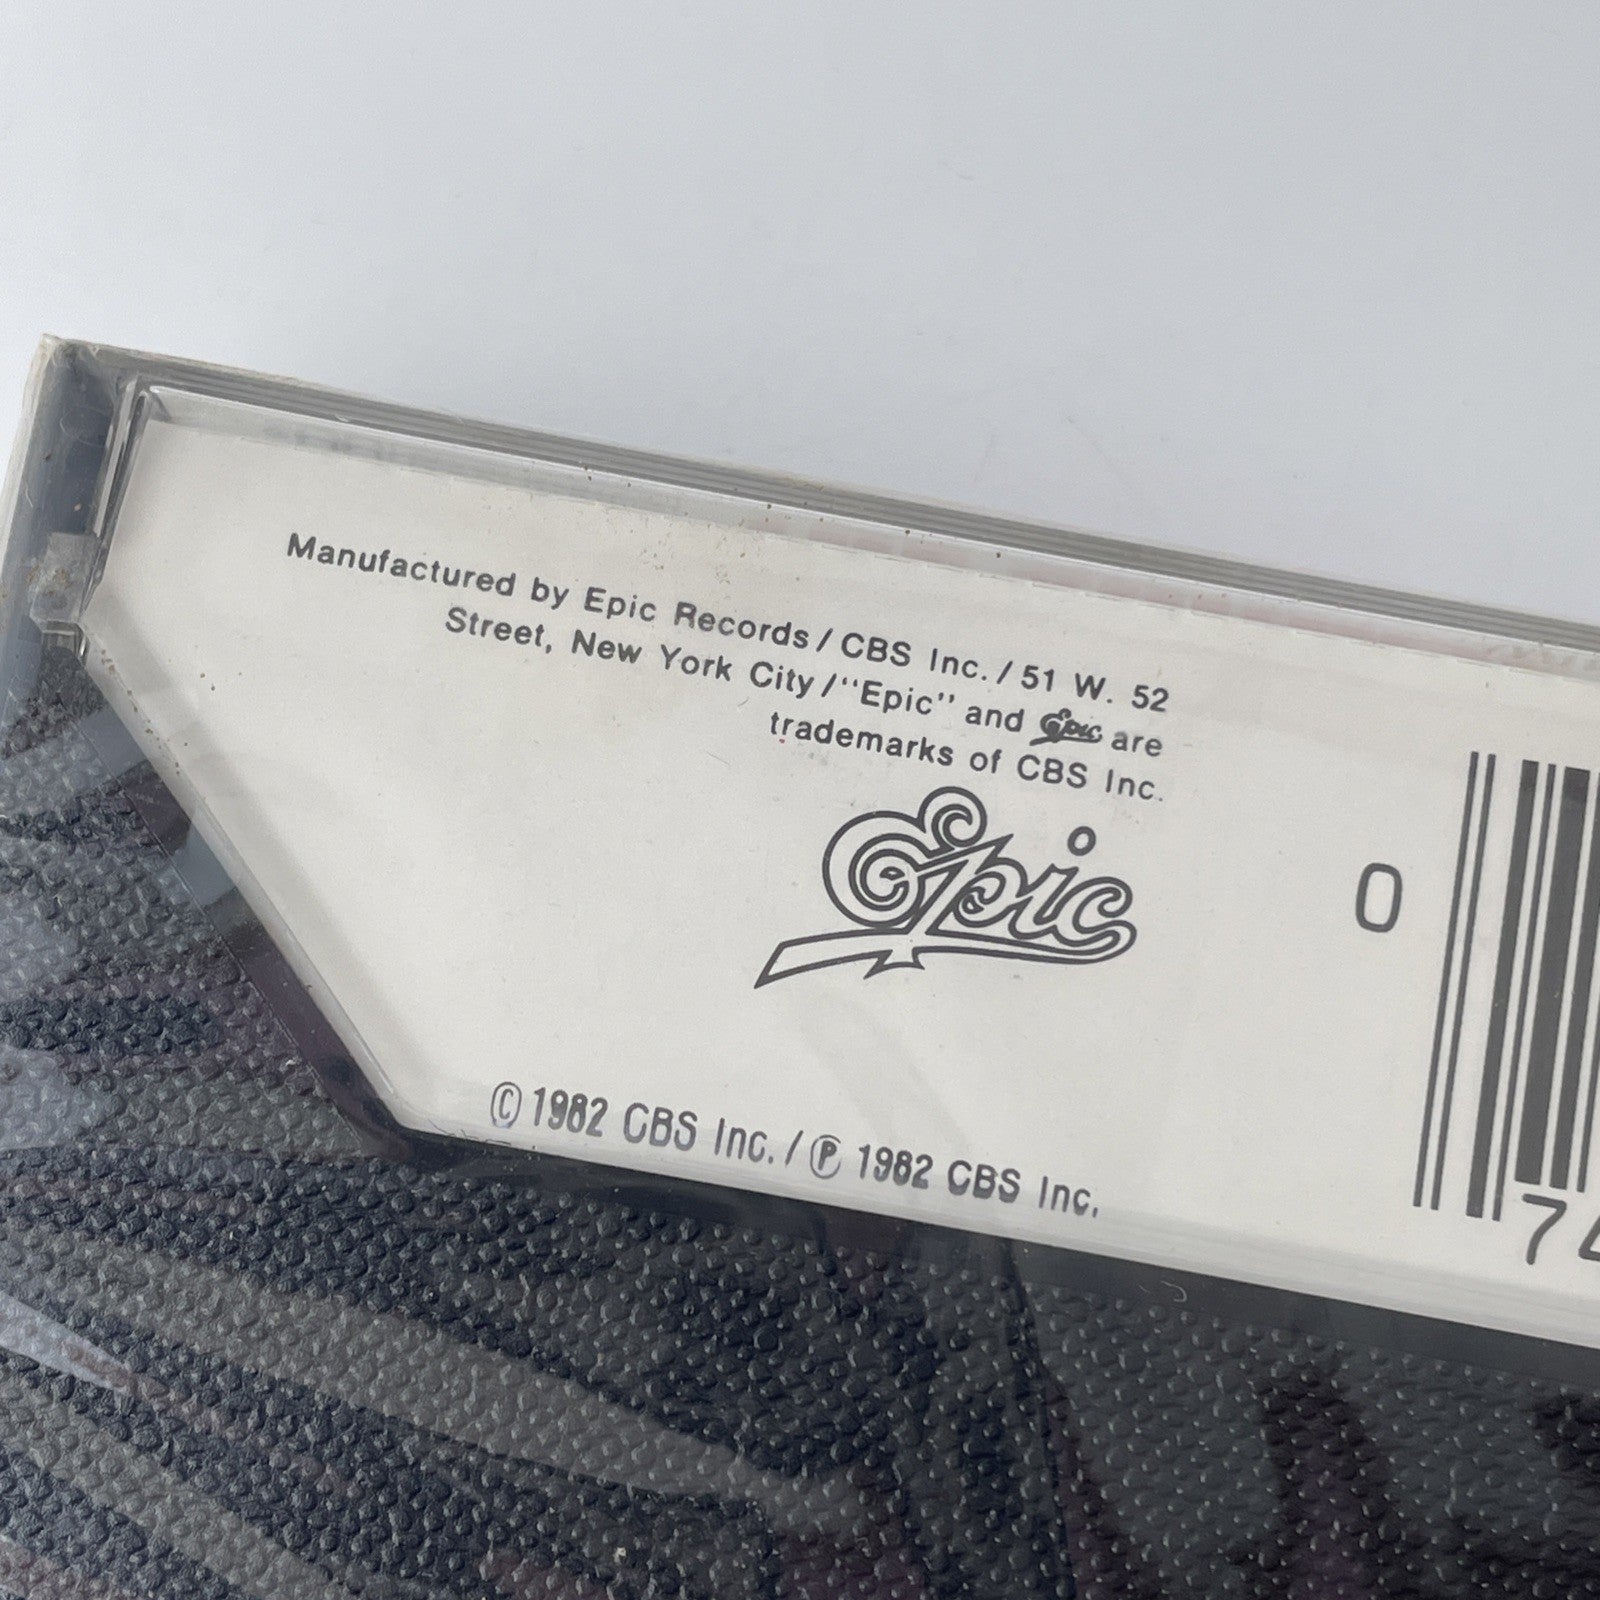 Manufactured by Epic Records / CBS Inc. / 51 W. 52
Street, New York City / "Epic" and Epic are
trademarks of CBS Inc.
Epic
0
74
© 1982 CBS Inc. / ℗ 1982 CBS Inc.